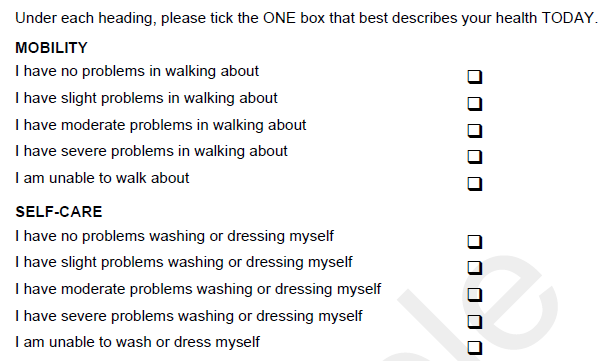 Under each heading, please tick the ONE box that best describes your health TODAY.
MOBILITY
I have no problems in walking about
I have slight problems in walking about
I have moderate problems in walking about
I have severe problems in walking about
I am unable to walk about
SELF-CARE
I have no problems washing or dressing myself
I have slight problems washing or dressing myself
I have moderate problems washing or dressing myself
I have severe problems washing or dressing myself
I am unable to wash or dress myself